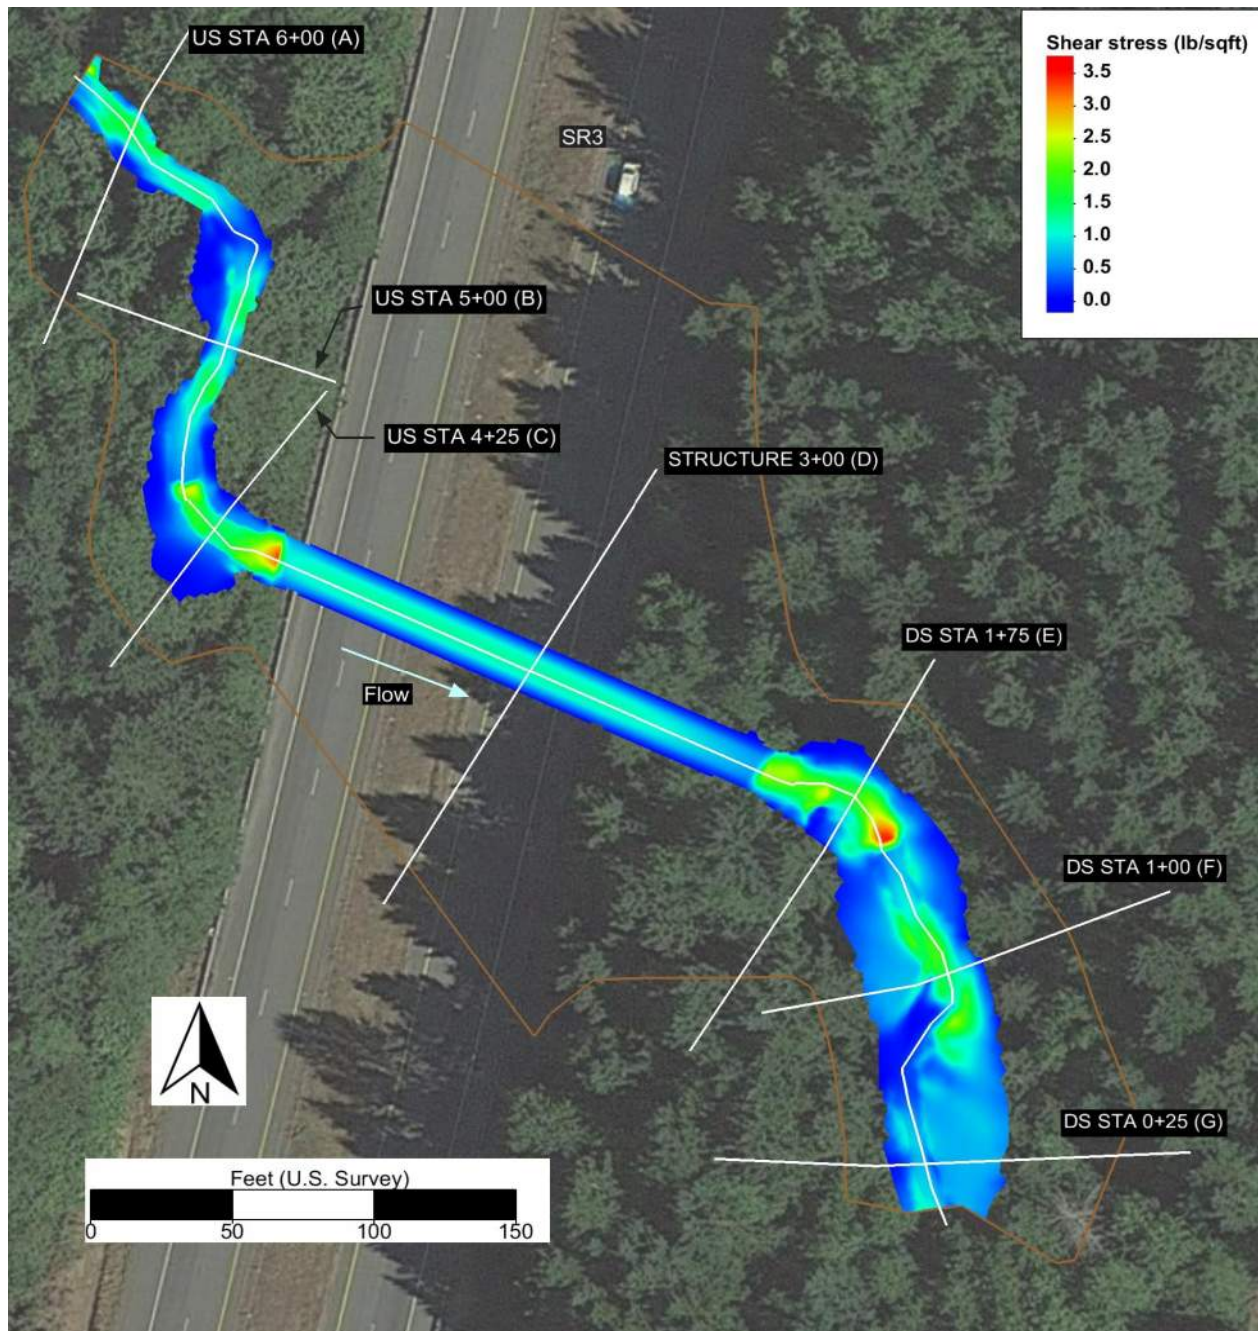 US STA 6+00 (A)
Shear stress (lb/sqft)
3.5
3.0
2.5
2.0
1.5
1.0
0.5
0.0
SR3
US STA 5+00 (B)
US STA 4+25 (C)
STRUCTURE 3+00 (D)
DS STA 1+75 (E)
Flow
DS STA 1+00 (F)
N
DS STA 0+25 (G)
Feet (U.S. Survey)
0 50 100 150